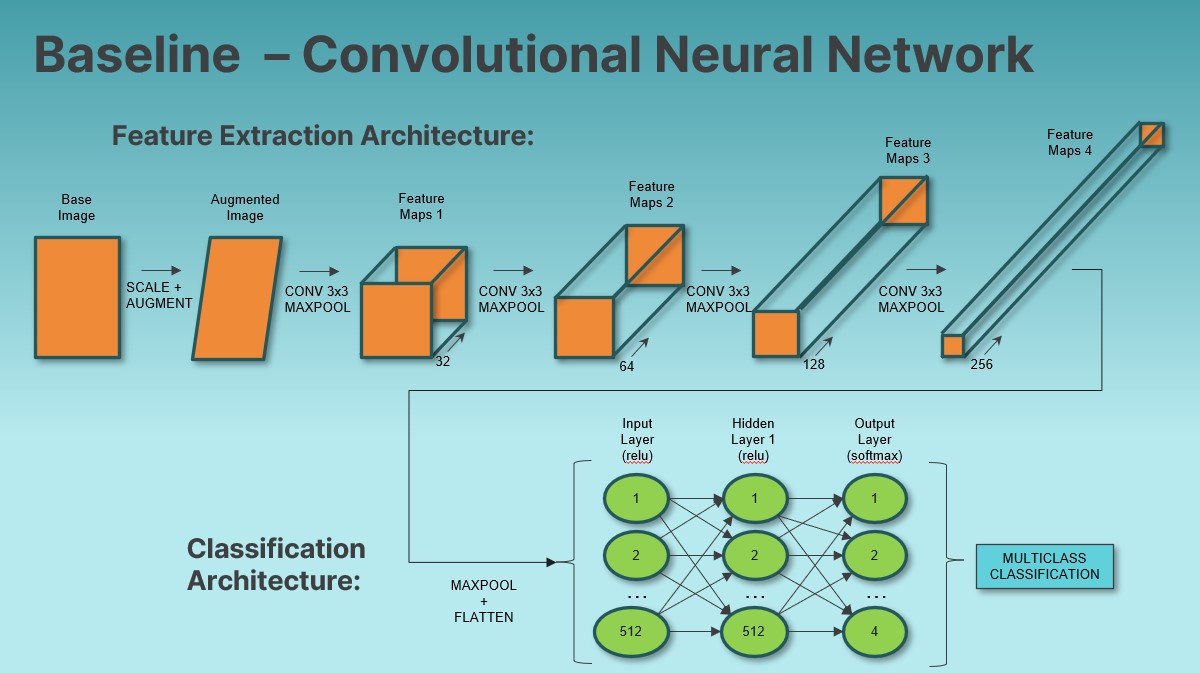 Baseline – Convolutional Neural Network
Feature Extraction Architecture:
Base
Image
SCALE +
AUGMENT
Augmented
Image
CONV 3x3
MAXPOOL
Feature
Maps 1
32
CONV 3x3
MAXPOOL
Feature
Maps 2
64
CONV 3x3
MAXPOOL
Feature
Maps 3
128
CONV 3x3
MAXPOOL
Feature
Maps 4
256
Classification
Architecture:
MAXPOOL
+
FLATTEN
Input
Layer
(relu)
1
2
...
512
Hidden
Layer 1
(relu)
1
2
...
512
Output
Layer
(softmax)
1
2
...
4
MULTICLASS
CLASSIFICATION